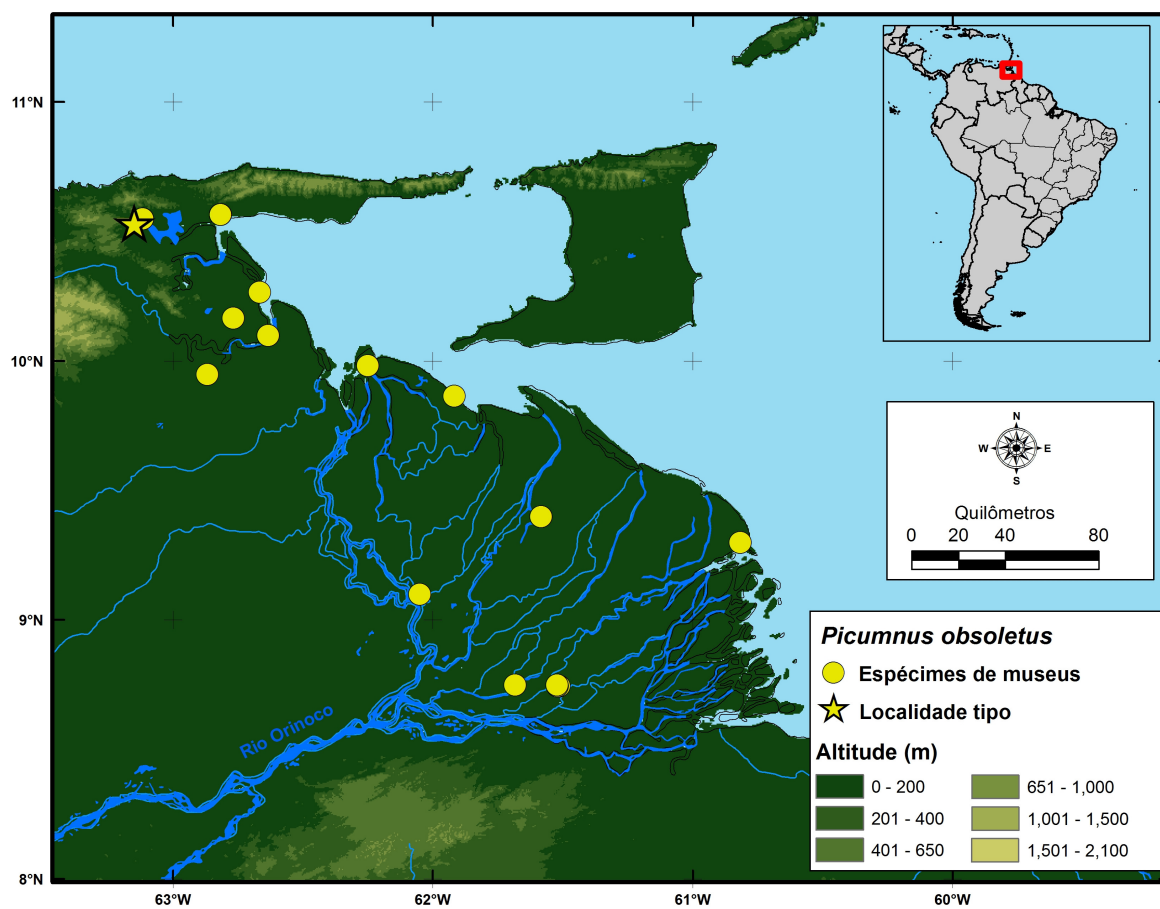 11°N
10°N
9°N
8°N
63°W
62°W
61°W
60°W
Rio Orinoco
N
W
E
S
Quilômetros
0 20 40 80
Picumnus obsoletus
Espécimes de museus
Localidade tipo
Altitude (m)
0 - 200
201 - 400
401 - 650
651 - 1,000
1,001 - 1,500
1,501 - 2,100